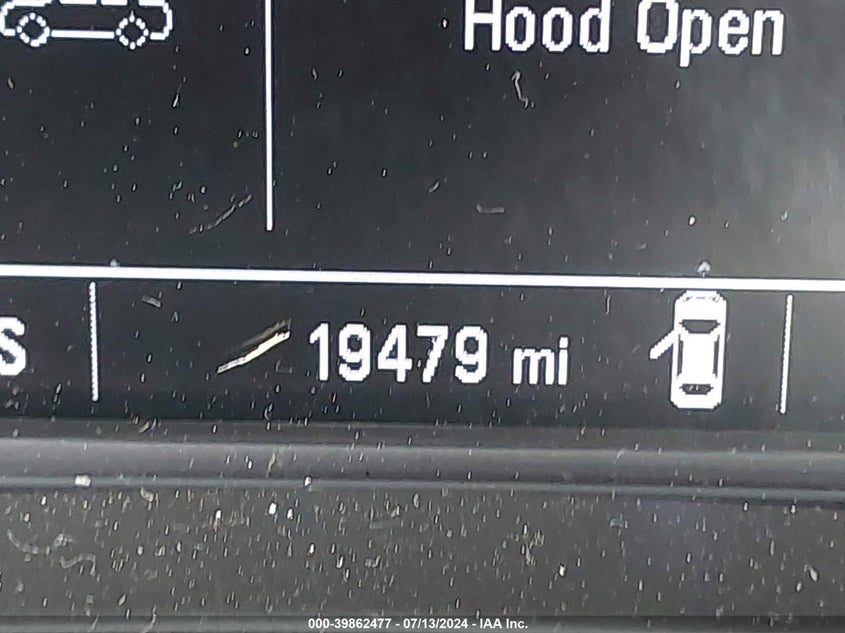 Hood Open
S
19479 mi
000-39862477 - 07/13/2024 - IAA Inc.